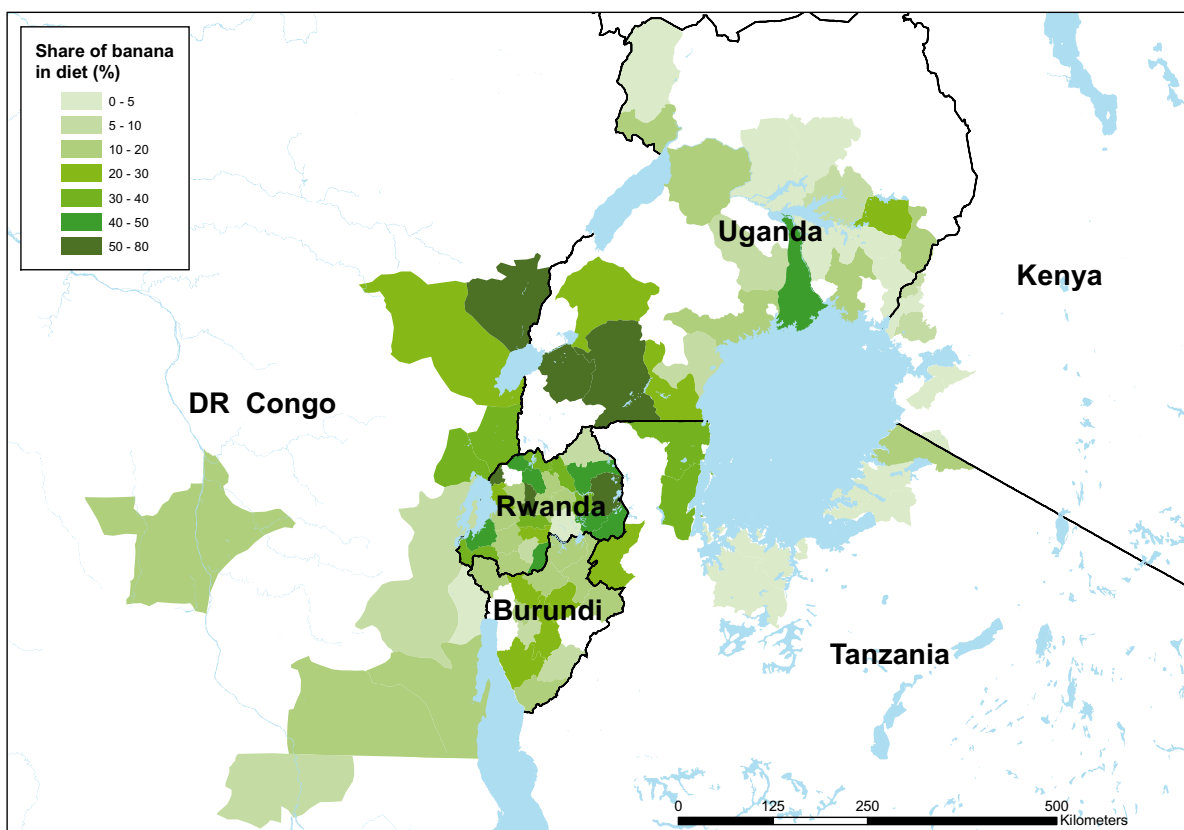 Share of banana
in diet (%)
0 - 5
5 - 10
10 - 20
20 - 30
30 - 40
40 - 50
50 - 80
Uganda
Kenya
DR Congo
Rwanda
Burundi
Tanzania
0 125 250 500
Kilometers